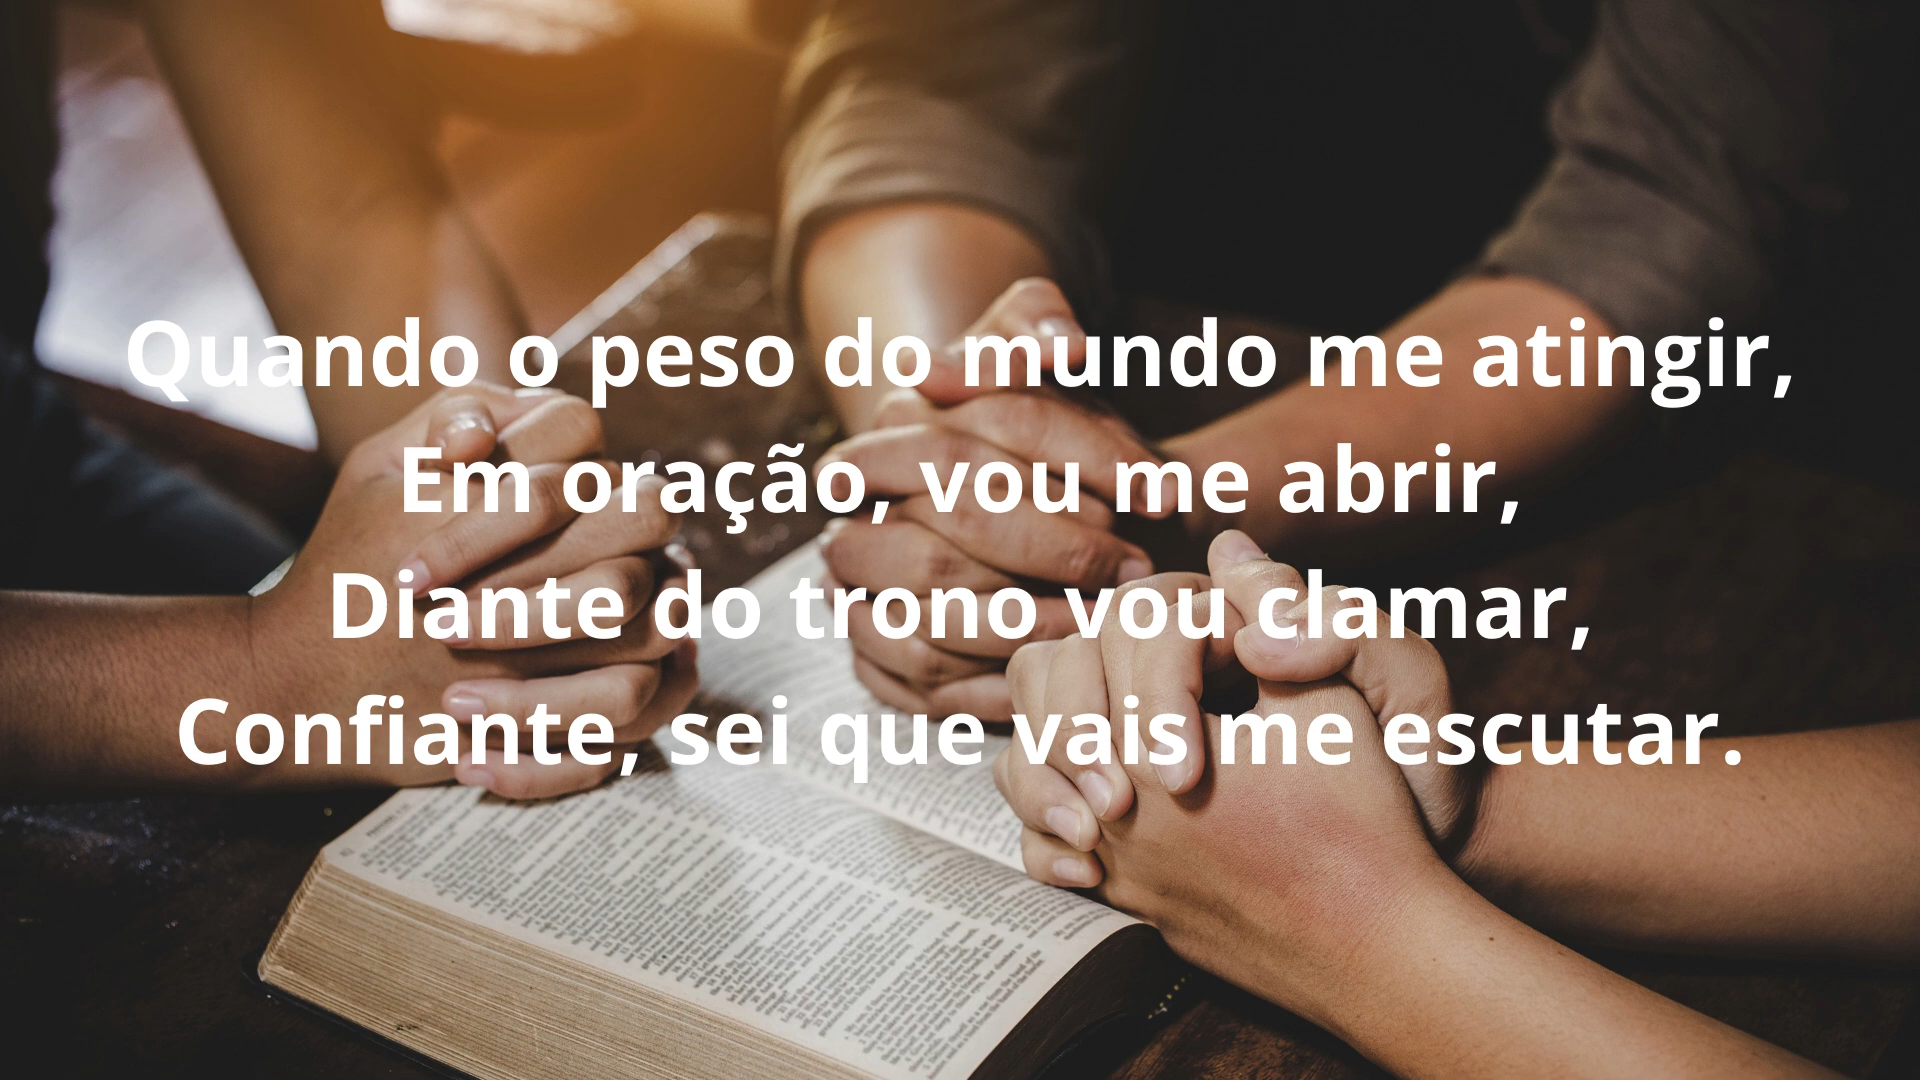 Quando o peso do mundo me atingir,
Em oração, vou me abrir,
Diante do trono vou clamar,
Confiante, sei que vais me escutar.